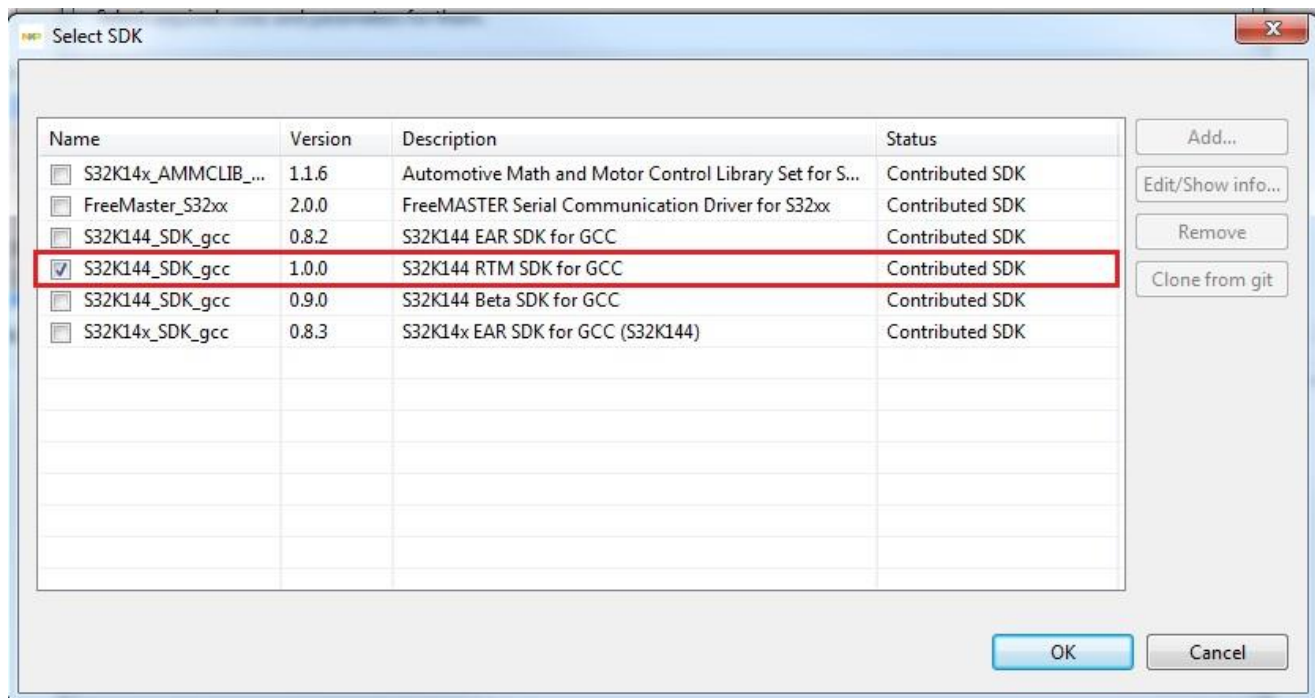 NXP Select SDK X
Name Version Description Status
S32K14x_AMMCLIB_... 1.1.6 Automotive Math and Motor Control Library Set for S... Contributed SDK
FreeMaster_S32xx 2.0.0 FreeMASTER Serial Communication Driver for S32xx Contributed SDK
S32K144_SDK_gcc 0.8.2 S32K144 EAR SDK for GCC Contributed SDK
S32K144_SDK_gcc 1.0.0 S32K144 RTM SDK for GCC Contributed SDK
S32K144_SDK_gcc 0.9.0 S32K144 Beta SDK for GCC Contributed SDK
S32K14x_SDK_gcc 0.8.3 S32K14x EAR SDK for GCC (S32K144) Contributed SDK
Add...
Edit/Show info...
Remove
Clone from git
OK Cancel